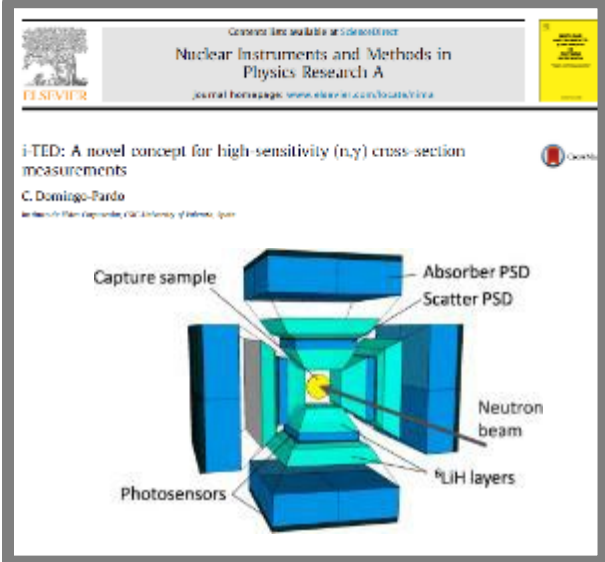 Contents lists available at ScienceDirect
Nuclear Instruments and Methods in
Physics Research A
journal homepage: www.elsevier.com/locate/nima
ELSEVIER
i-TED: A novel concept for high-sensitivity (n,γ) cross-section
measurements
C. Domingo-Pardo
Capture sample
Absorber PSD
Scatter PSD
Neutron
beam
⁶LiH layers
Photosensors